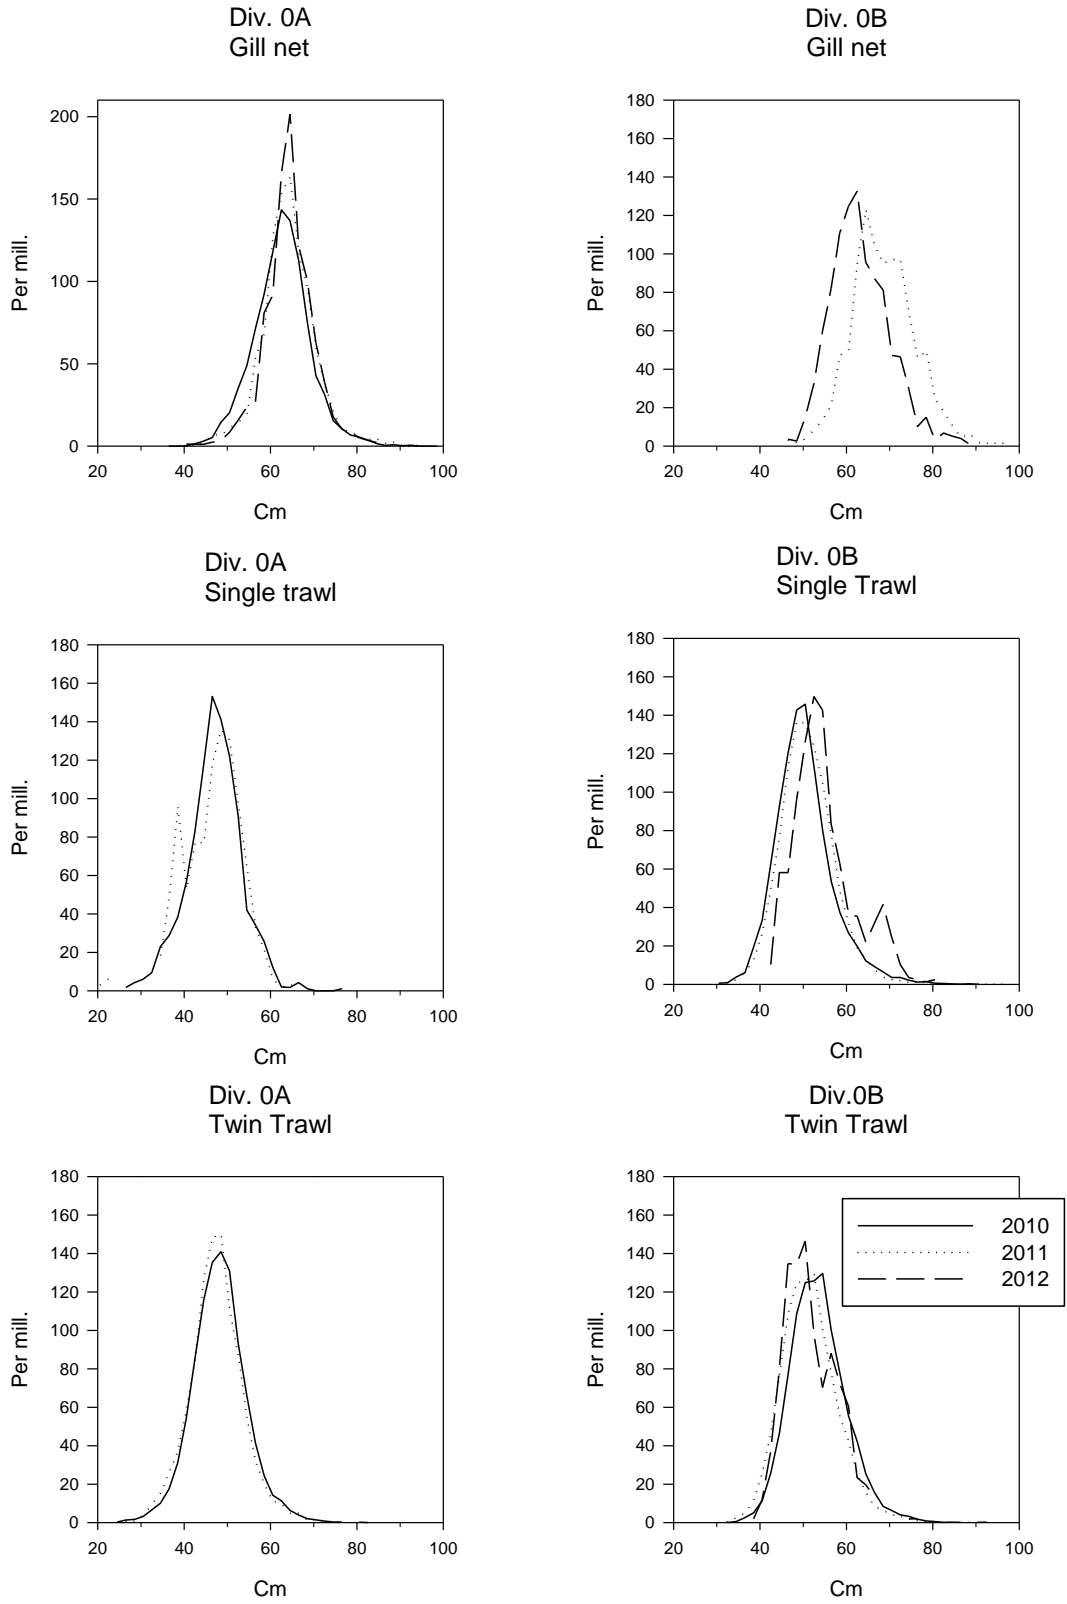 Div. 0A
Gill net
200
150
100
50
0
Per mill.
20 40 60 80 100
Cm
Div. 0B
Gill net
180
160
140
120
100
80
60
40
20
0
Per mill.
20 40 60 80 100
Cm
Div. 0A
Single trawl
180
160
140
120
100
80
60
40
20
0
Per mill.
20 40 60 80 100
Cm
Div. 0B
Single Trawl
180
160
140
120
100
80
60
40
20
0
Per mill.
20 40 60 80 100
Cm
Div. 0A
Twin Trawl
180
160
140
120
100
80
60
40
20
0
Per mill.
20 40 60 80 100
Cm
Div.0B
Twin Trawl
180
160
140
120
100
80
60
40
20
0
Per mill.
20 40 60 80 100
Cm
2010
2011
2012